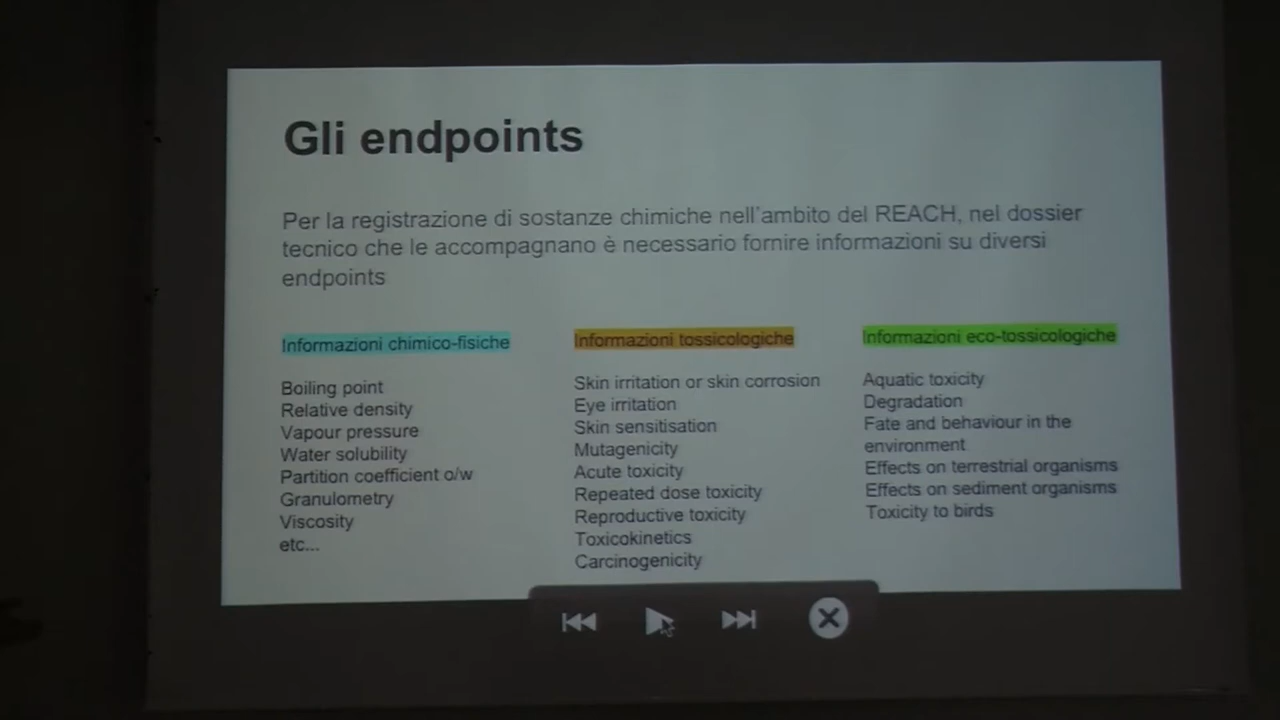 Gli endpoints
Per la registrazione di sostanze chimiche nell'ambito del REACH, nel dossier
tecnico che le accompagnano è necessario fornire informazioni su diversi
endpoints
Informazioni chimico-fisiche
Boiling point
Relative density
Vapour pressure
Water solubility
Partition coefficient o/w
Granulometry
Viscosity
etc...
Informazioni tossicologiche
Skin irritation or skin corrosion
Eye irritation
Skin sensitisation
Mutagenicity
Acute toxicity
Repeated dose toxicity
Reproductive toxicity
Toxicokinetics
Carcinogenicity
Informazioni eco-tossicologiche
Aquatic toxicity
Degradation
Fate and behaviour in the
environment
Effects on terrestrial organisms
Effects on sediment organisms
Toxicity to birds